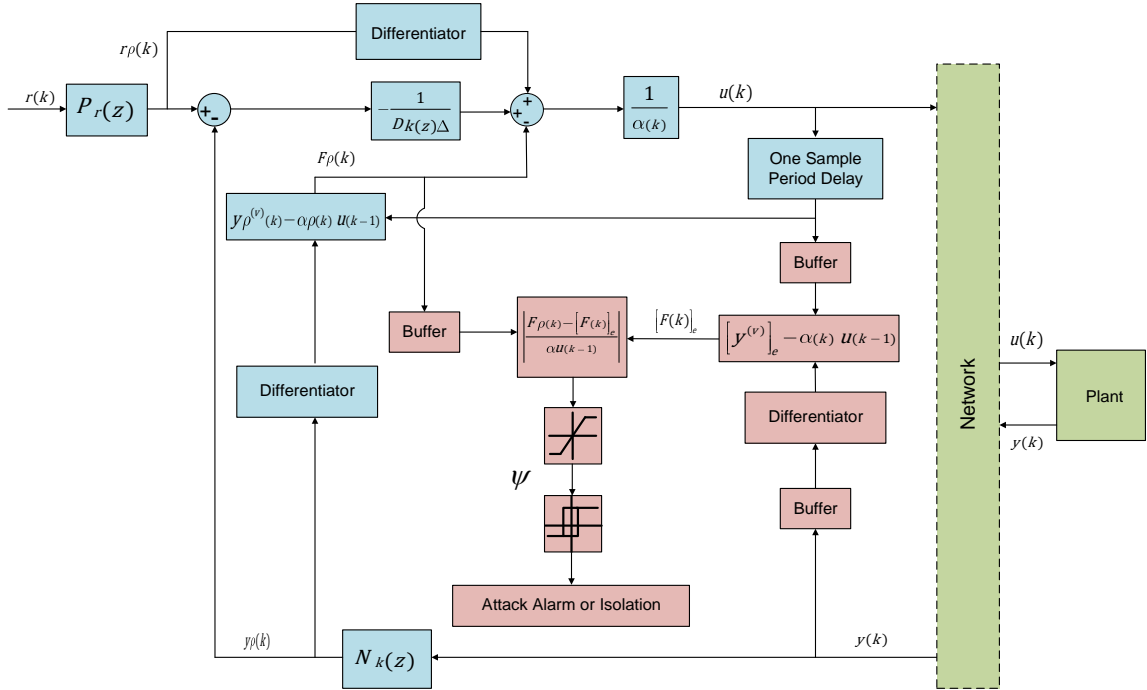 Differentiator
rρ(k)
r(k)
P_r(z)
+
-
-1/(Dk(z)Δ)
+
+
-
1/α(k)
u(k)
One Sample
Period Delay
Fρ(k)
yρ^(v)(k)−αρ(k) u(k−1)
Buffer
Buffer
|(Fρ(k)−[F(k)]_e)/(αu(k−1))|
[F(k)]_e
[y^(v)]_e − α(k) u(k−1)
Network
u(k)
Plant
y(k)
Differentiator
Differentiator
ψ
Buffer
Attack Alarm or Isolation
yρ(k)
N_k(z)
y(k)